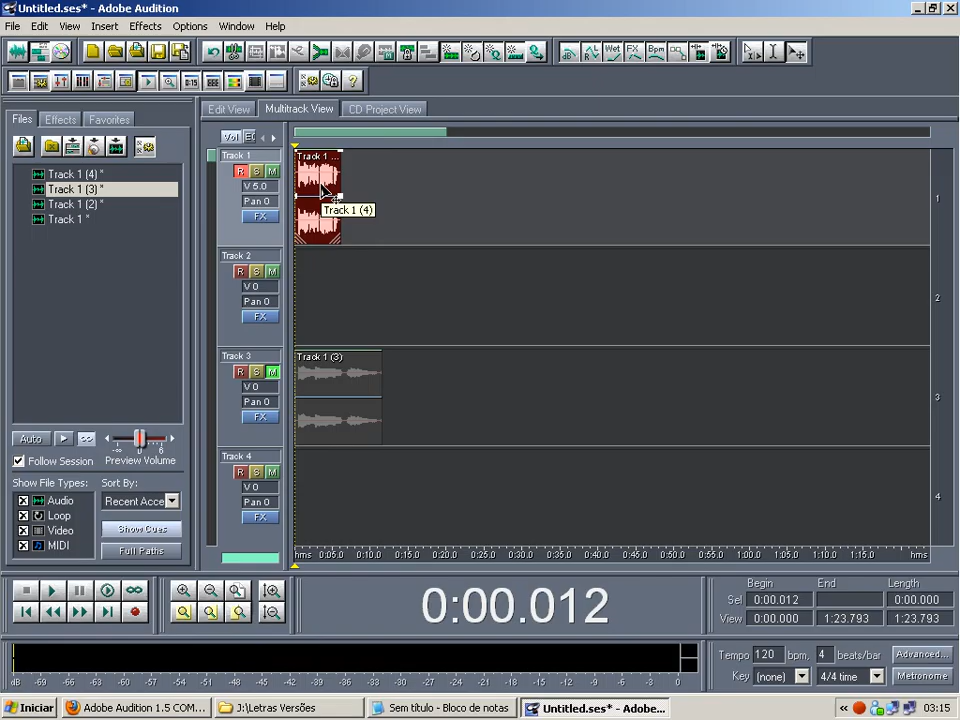 Untitled.ses* - Adobe Audition
File Edit View Insert Effects Options Window Help
Edit View Multitrack View CD Project View
Files Effects Favorites
Track 1 (4) *
Track 1 (3) *
Track 1 (2) *
Track 1 *
Auto
Follow Session
Preview Volume
-∞ 0 6
Show File Types:
Sort By:
Audio
Loop
Video
MIDI
Recent Acce
Show Cues
Full Paths
Vol EQ
Track 1
R S M
V 5.0
Pan 0
FX
Track 1 ...
Track 1 (4)
1
Track 2
R S M
V 0
Pan 0
FX
2
Track 3
R S M
V 0
Pan 0
FX
Track 1 (3)
3
Track 4
R S M
V 0
Pan 0
FX
4
hms 0:05.0 0:10.0 0:15.0 0:20.0 0:25.0 0:30.0 0:35.0 0:40.0 0:45.0 0:50.0 0:55.0 1:00.0 1:05.0 1:10.0 1:15.0 hms
0:00.012
Begin End Length
Sel 0:00.012 0:00.000
View 0:00.000 1:23.793 1:23.793
dB -69 -66 -63 -60 -57 -54 -51 -48 -45 -42 -39 -36 -33 -30 -27 -24 -21 -18 -15 -12 -9 -6 -3 0
Tempo 120 bpm, 4 beats/bar Advanced...
Key (none) 4/4 time Metronome
Iniciar
Adobe Audition 1.5 COM...
J:\Letras Versões
Sem título - Bloco de notas
Untitled.ses* - Adobe...
03:15